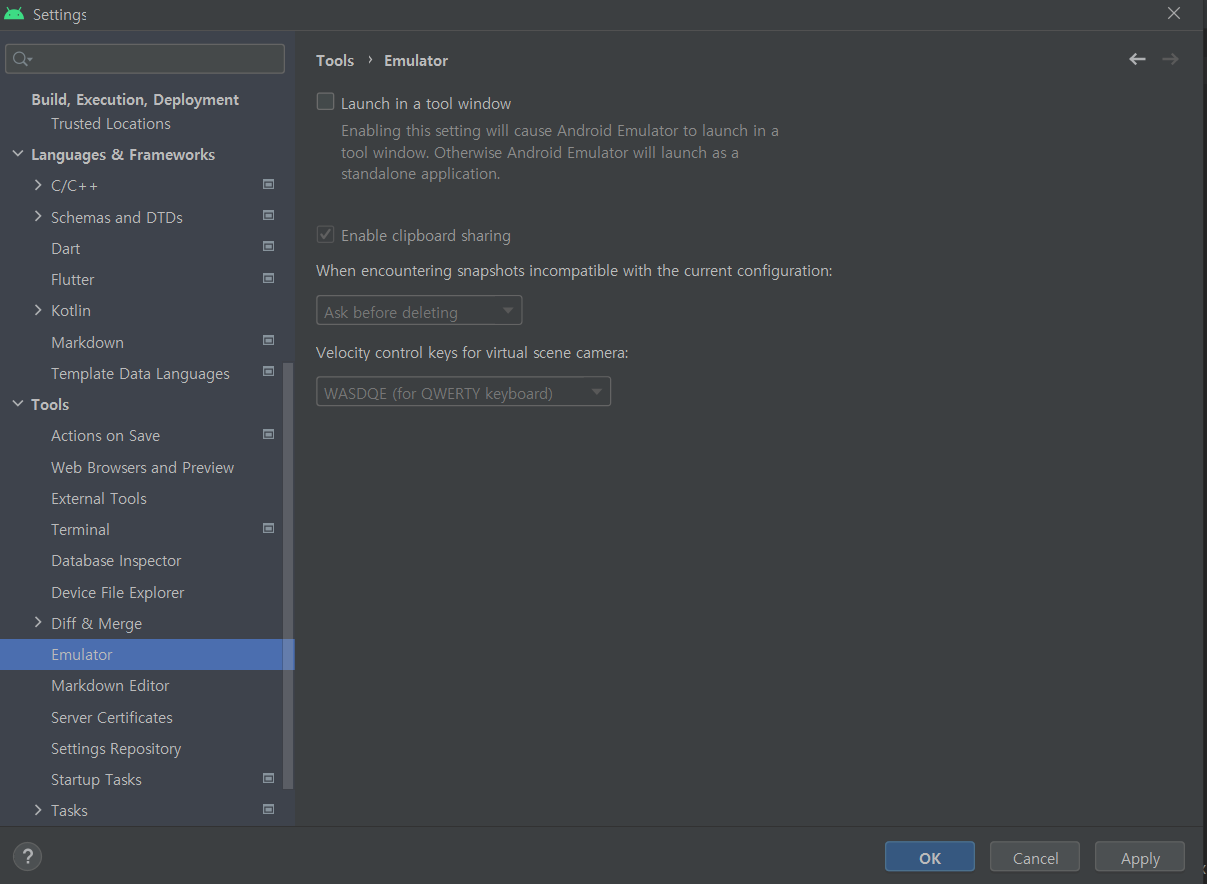 Settings
Build, Execution, Deployment
Trusted Locations
Languages & Frameworks
C/C++
Schemas and DTDs
Dart
Flutter
Kotlin
Markdown
Template Data Languages
Tools
Actions on Save
Web Browsers and Preview
External Tools
Terminal
Database Inspector
Device File Explorer
Diff & Merge
Emulator
Markdown Editor
Server Certificates
Settings Repository
Startup Tasks
Tasks
Tools › Emulator
Launch in a tool window
Enabling this setting will cause Android Emulator to launch in a
tool window. Otherwise Android Emulator will launch as a
standalone application.
Enable clipboard sharing
When encountering snapshots incompatible with the current configuration:
Ask before deleting
Velocity control keys for virtual scene camera:
WASDQE (for QWERTY keyboard)
?
OK
Cancel
Apply